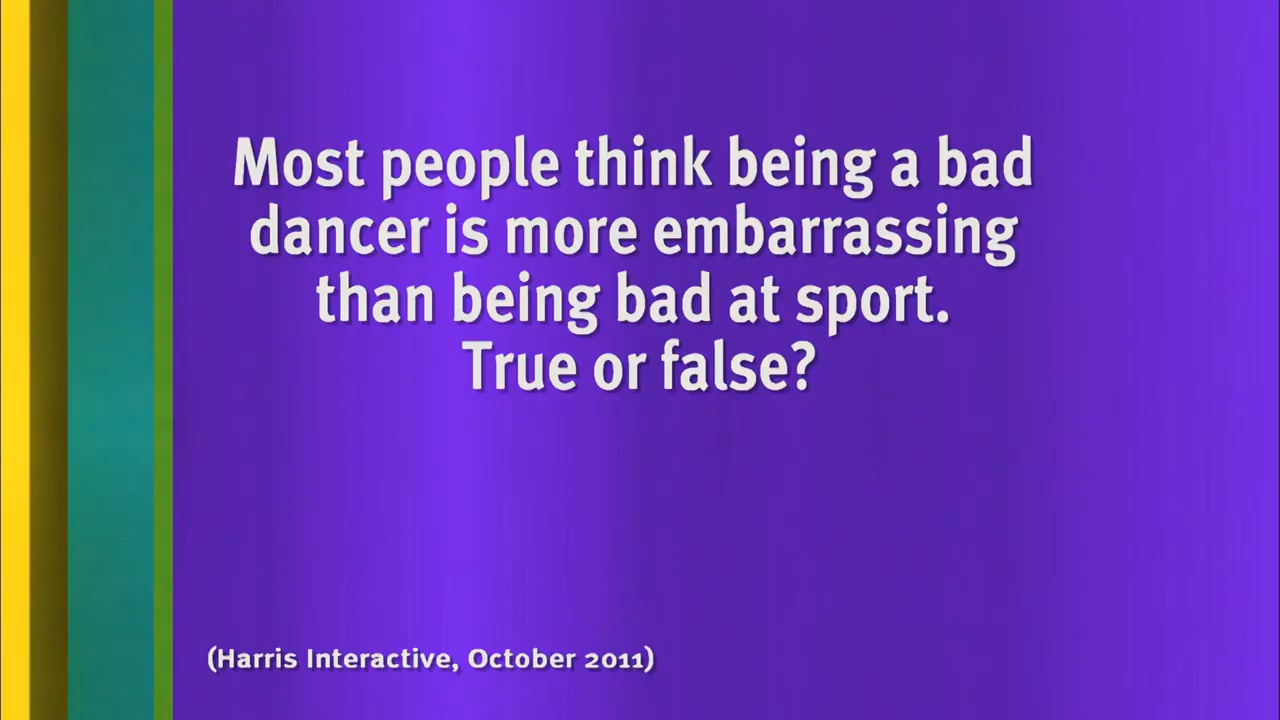 Most people think being a bad
dancer is more embarrassing
than being bad at sport.
True or false?
(Harris Interactive, October 2011)